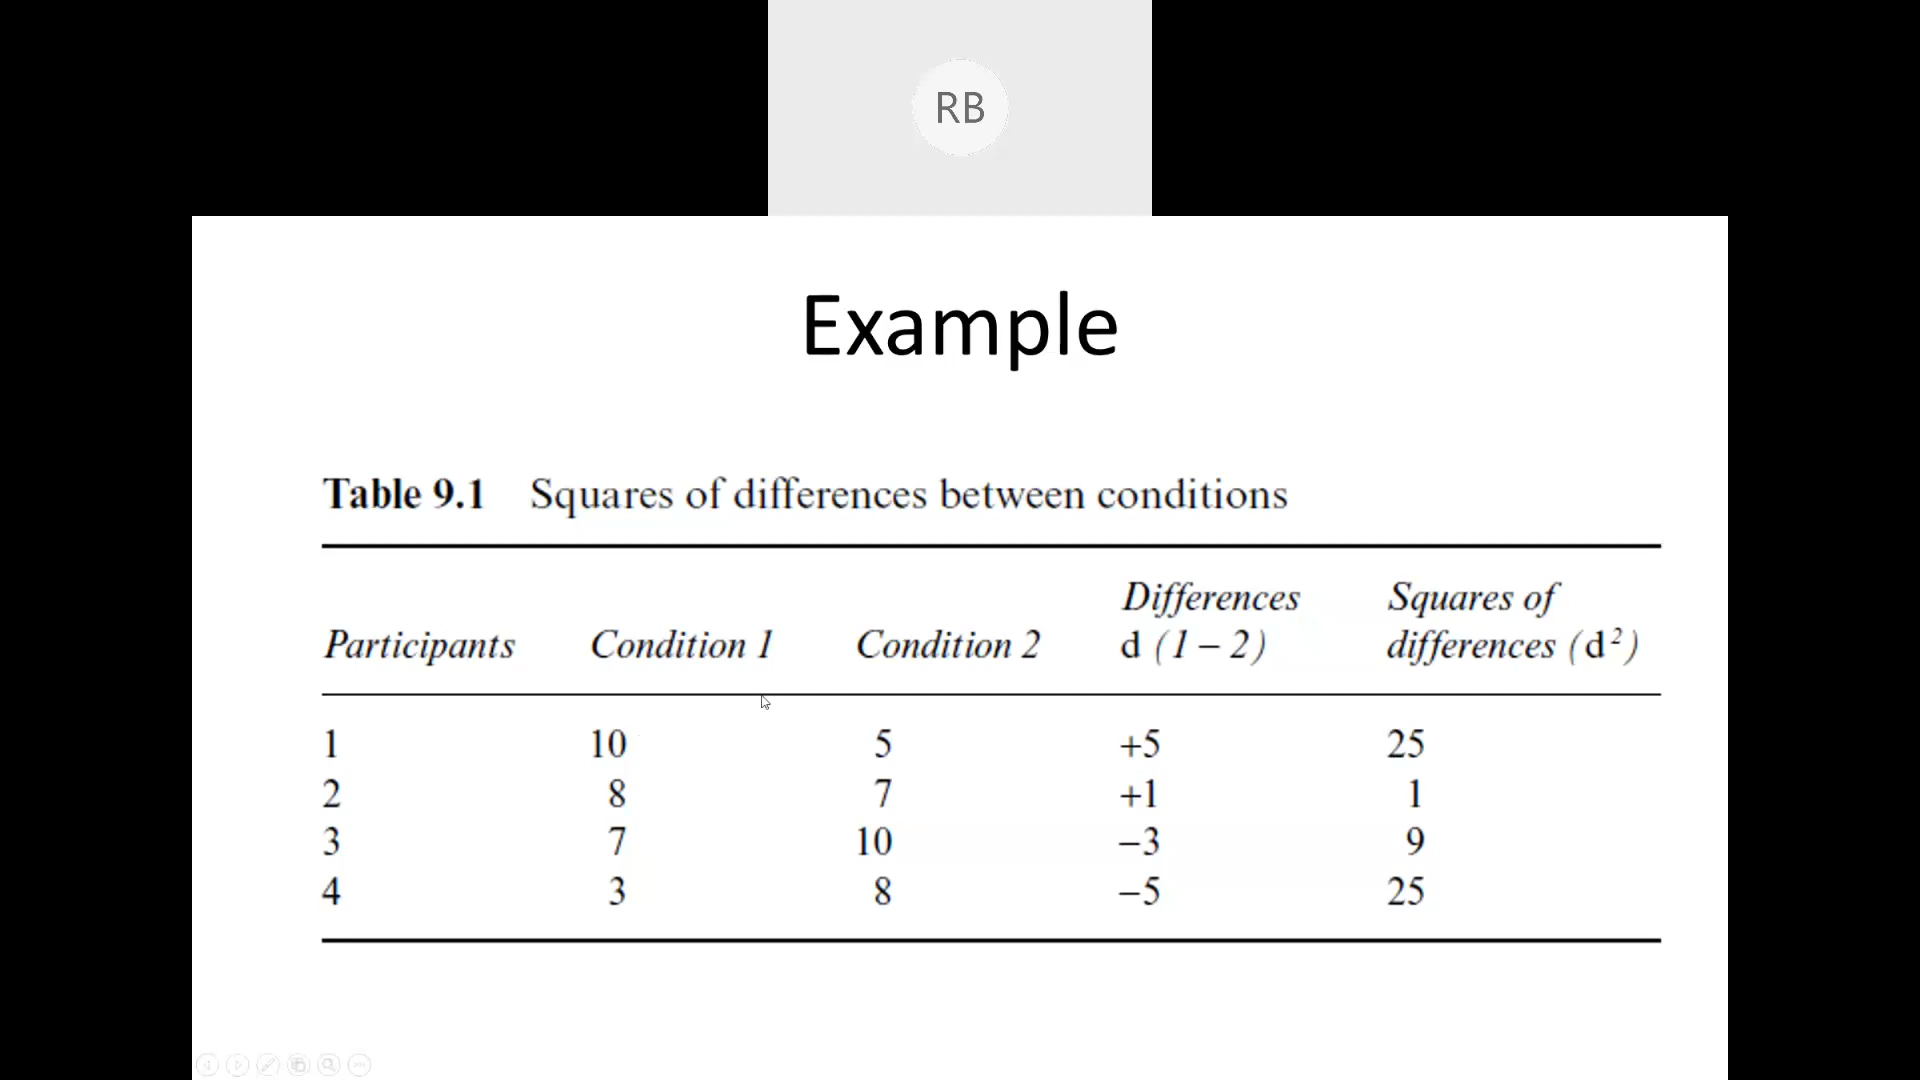 RB
Example
Table 9.1 Squares of differences between conditions
Differences Squares of
Participants Condition 1 Condition 2 d (1 – 2) differences (d²)
1 10 5 +5 25
2 8 7 +1 1
3 7 10 −3 9
4 3 8 −5 25